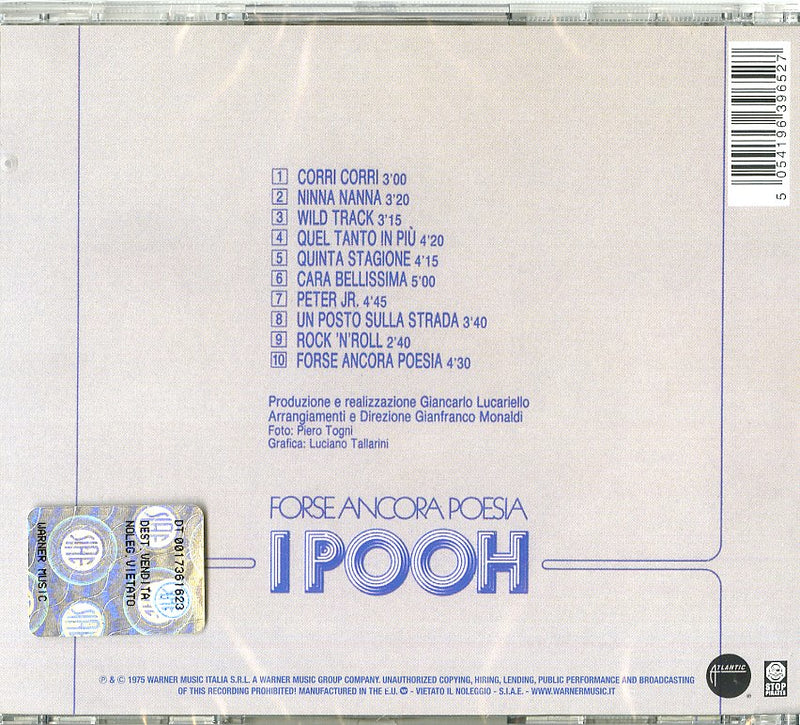 1 CORRI CORRI 3'00
2 NINNA NANNA 3'20
3 WILD TRACK 3'15
4 QUEL TANTO IN PIÙ 4'20
5 QUINTA STAGIONE 4'15
6 CARA BELLISSIMA 5'00
7 PETER JR. 4'45
8 UN POSTO SULLA STRADA 3'40
9 ROCK 'N'ROLL 2'40
10 FORSE ANCORA POESIA 4'30
Produzione e realizzazione Giancarlo Lucariello
Arrangiamenti e Direzione Gianfranco Monaldi
Foto: Piero Togni
Grafica: Luciano Tallarini
FORSE ANCORA POESIA
I POOH
5 054196 396527
DT 0017361623
DEST.VENDITA
NOLEG.VIETATO
WARNER MUSIC
SIAE
SIAE
SIAE
SIAE
℗ & © 1975 WARNER MUSIC ITALIA S.R.L. A WARNER MUSIC GROUP COMPANY. UNAUTHORIZED COPYING, HIRING, LENDING, PUBLIC PERFORMANCE AND BROADCASTING
OF THIS RECORDING PROHIBITED! MANUFACTURED IN THE E.U. - VIETATO IL NOLEGGIO - S.I.A.E. - WWW.WARNERMUSIC.IT
ATLANTIC
STOP
PIRATES